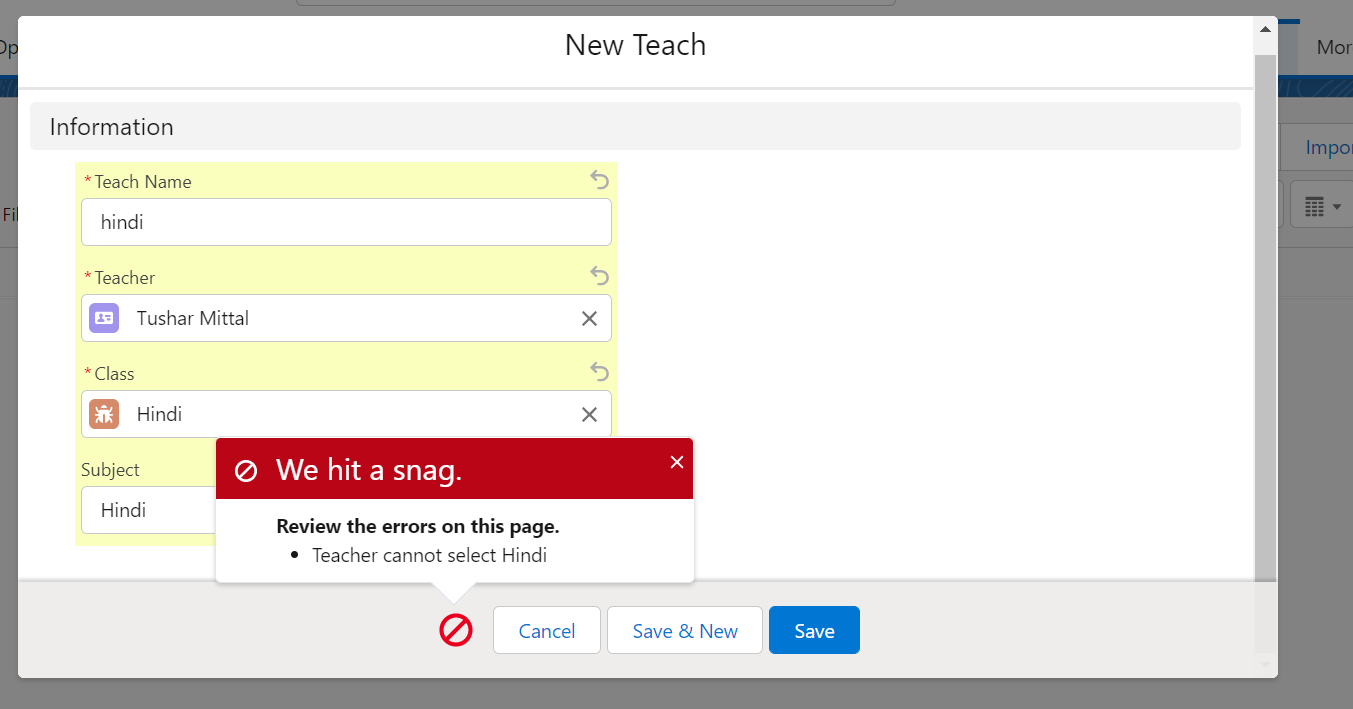 New Teach
Mor
Information
Impor
*Teach Name
Fil
hindi
*Teacher
Tushar Mittal
*Class
Hindi
Subject
Hindi
We hit a snag.
Review the errors on this page.
• Teacher cannot select Hindi
Cancel
Save & New
Save